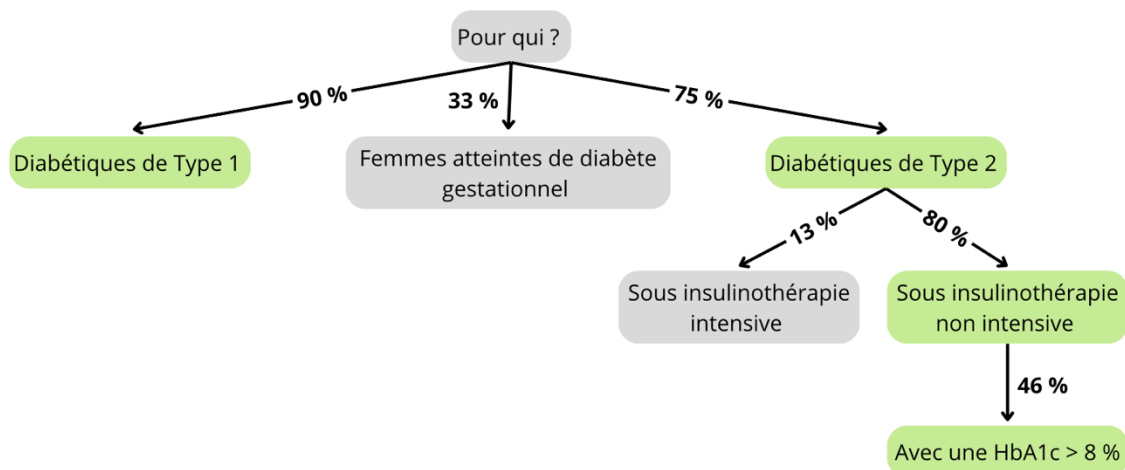 Pour qui ?
90 %
33 %
75 %
Diabétiques de Type 1
Femmes atteintes de diabète
gestationnel
Diabétiques de Type 2
13 %
80 %
Sous insulinothérapie
intensive
Sous insulinothérapie
non intensive
46 %
Avec une HbA1c > 8 %